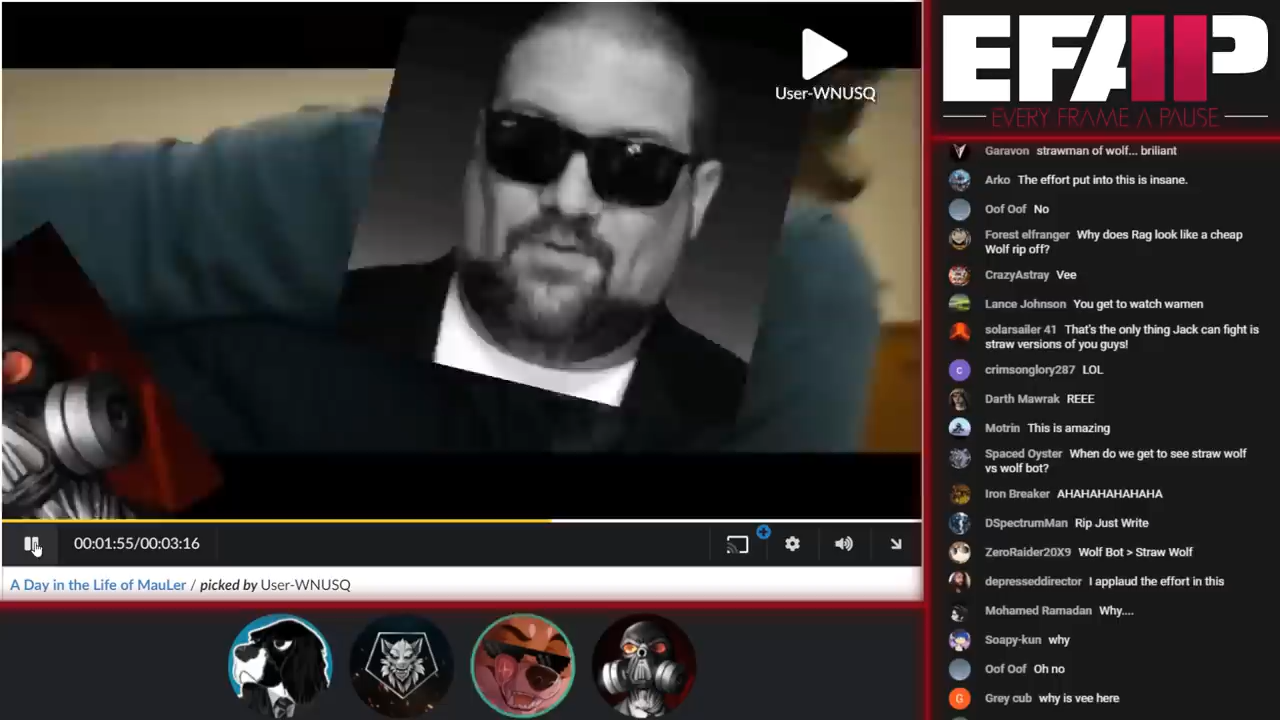 User-WNUSQ
00:01:55/00:03:16
A Day in the Life of MauLer / picked by User-WNUSQ
EFAP
EVERY FRAME A PAUSE
Garavon strawman of wolf... briliant
Arko The effort put into this is insane.
Oof Oof No
Forest elfranger Why does Rag look like a cheap
Wolf rip off?
CrazyAstray Vee
Lance Johnson You get to watch wamen
solarsailer 41 That's the only thing Jack can fight is
straw versions of you guys!
c
crimsonglory287 LOL
Darth Mawrak REEE
Motrin This is amazing
Spaced Oyster When do we get to see straw wolf
vs wolf bot?
Iron Breaker AHAHAHAHAHAHA
DSpectrumMan Rip Just Write
ZeroRaider20X9 Wolf Bot > Straw Wolf
depresseddirector I applaud the effort in this
Mohamed Ramadan Why....
Soapy-kun why
Oof Oof Oh no
G
Grey cub why is vee here